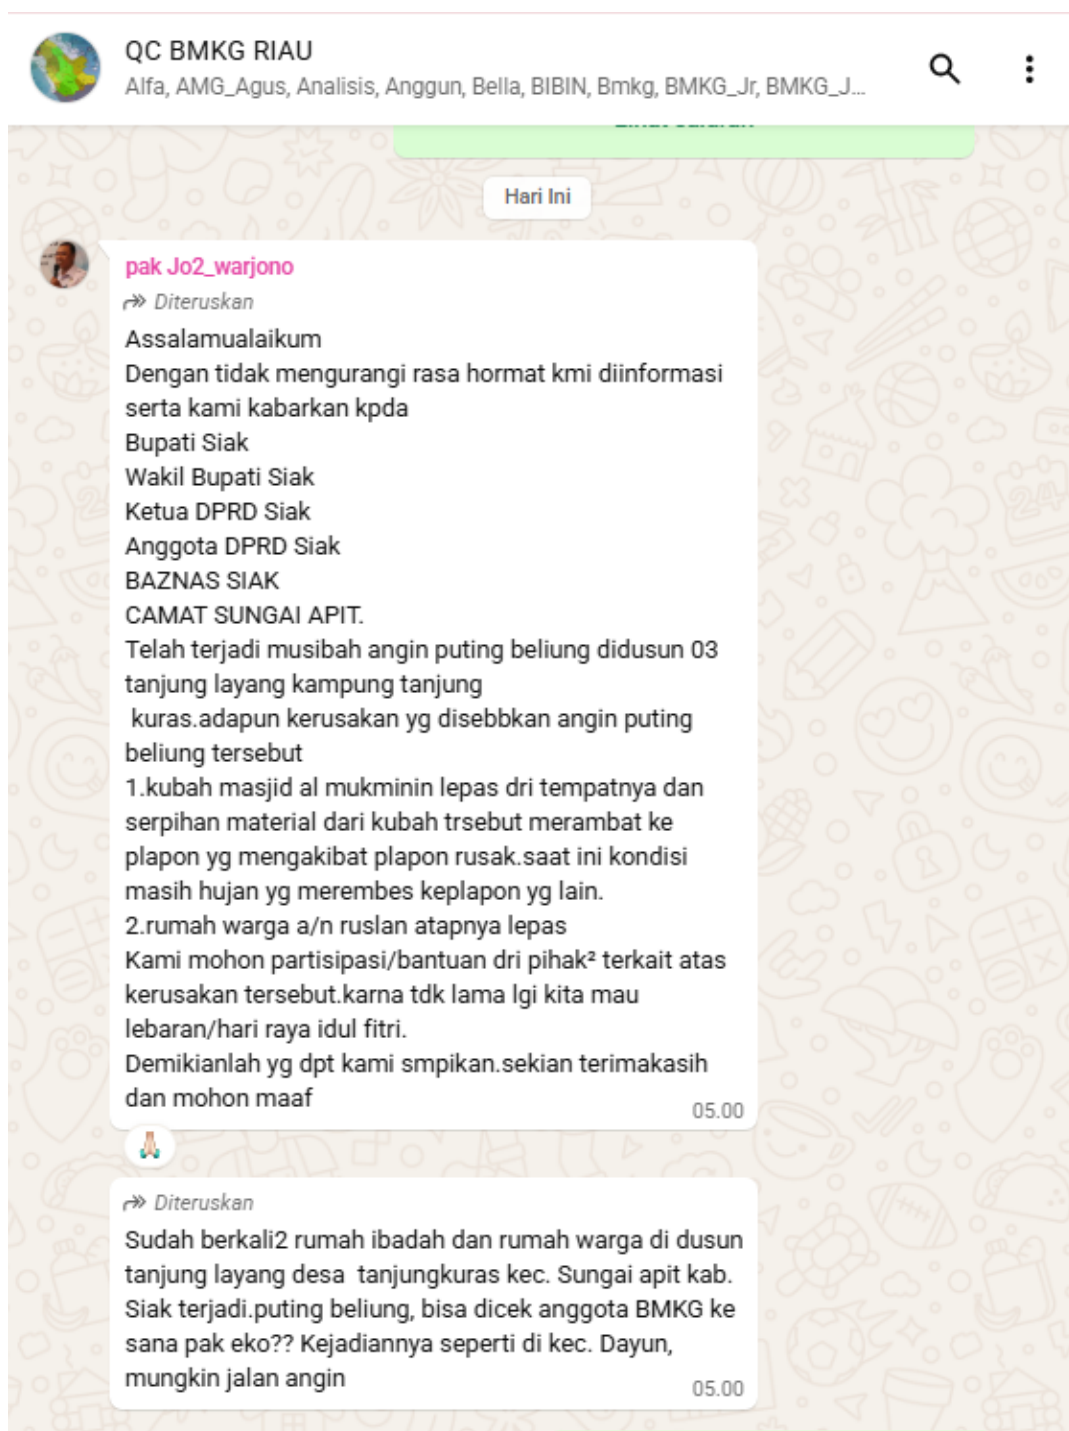 QC BMKG RIAU
Alfa, AMG_Agus, Analisis, Anggun, Bella, BIBIN, Bmkg, BMKG_Jr, BMKG_J...
Hari Ini
pak Jo2_warjono
Diteruskan
Assalamualaikum
Dengan tidak mengurangi rasa hormat kmi diinformasi
serta kami kabarkan kpda
Bupati Siak
Wakil Bupati Siak
Ketua DPRD Siak
Anggota DPRD Siak
BAZNAS SIAK
CAMAT SUNGAI APIT.
Telah terjadi musibah angin puting beliung didusun 03
tanjung layang kampung tanjung
kuras.adapun kerusakan yg disebbkan angin puting
beliung tersebut
1.kubah masjid al mukminin lepas dri tempatnya dan
serpihan material dari kubah trsebut merambat ke
plapon yg mengakibat plapon rusak.saat ini kondisi
masih hujan yg merembes keplapon yg lain.
2.rumah warga a/n ruslan atapnya lepas
Kami mohon partisipasi/bantuan dri pihak² terkait atas
kerusakan tersebut.karna tdk lama lgi kita mau
lebaran/hari raya idul fitri.
Demikianlah yg dpt kami smpikan.sekian terimakasih
dan mohon maaf
05.00
Diteruskan
Sudah berkali2 rumah ibadah dan rumah warga di dusun
tanjung layang desa  tanjungkuras kec. Sungai apit kab.
Siak terjadi.puting beliung, bisa dicek anggota BMKG ke
sana pak eko?? Kejadiannya seperti di kec. Dayun,
mungkin jalan angin
05.00